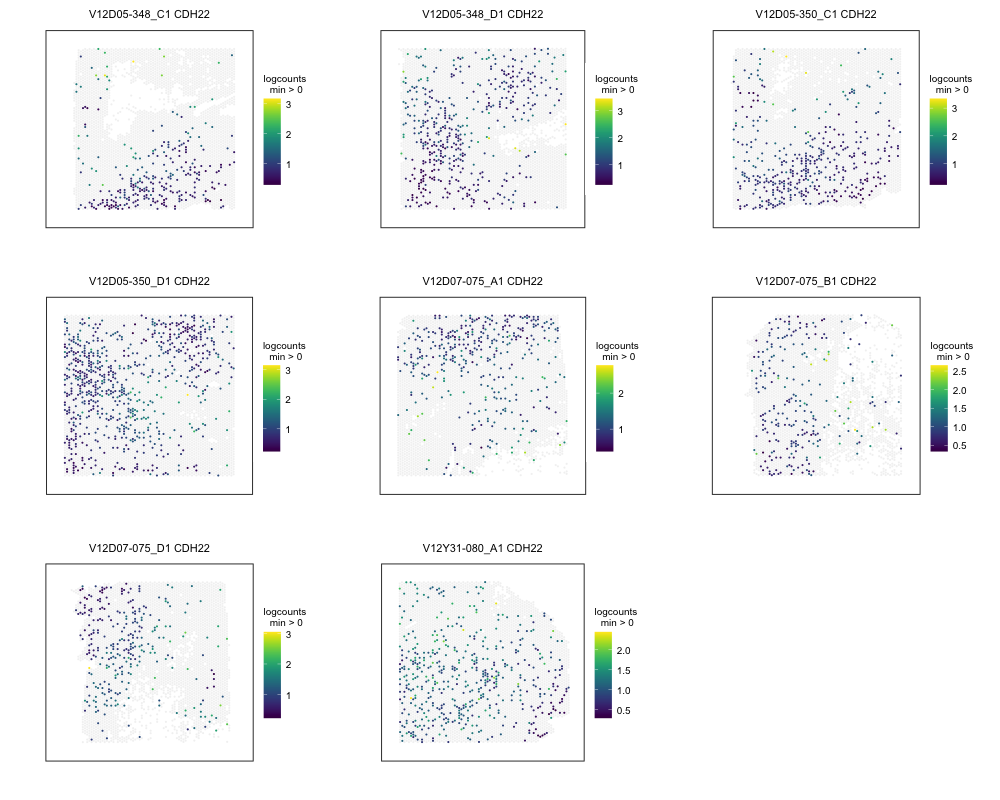 V12D05-348_C1 CDH22
logcounts
min > 0
3
2
1
V12D05-348_D1 CDH22
logcounts
min > 0
3
2
1
V12D05-350_C1 CDH22
logcounts
min > 0
3
2
1
V12D05-350_D1 CDH22
logcounts
min > 0
3
2
1
V12D07-075_A1 CDH22
logcounts
min > 0
2
1
V12D07-075_B1 CDH22
logcounts
min > 0
2.5
2.0
1.5
1.0
0.5
V12D07-075_D1 CDH22
logcounts
min > 0
3
2
1
V12Y31-080_A1 CDH22
logcounts
min > 0
2.0
1.5
1.0
0.5